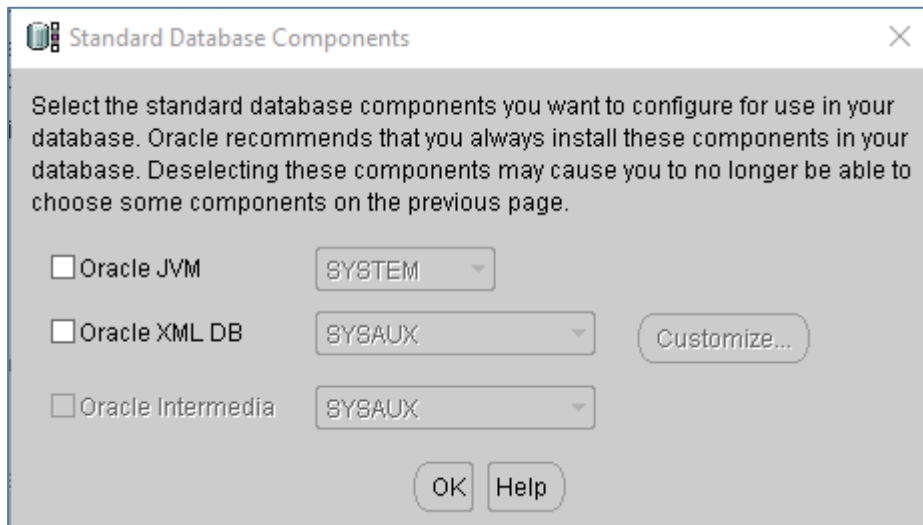 Standard Database Components
Select the standard database components you want to configure for use in your
database. Oracle recommends that you always install these components in your
database. Deselecting these components may cause you to no longer be able to
choose some components on the previous page.
Oracle JVM SYSTEM
Oracle XML DB SYSAUX Customize...
Oracle Intermedia SYSAUX
OK Help